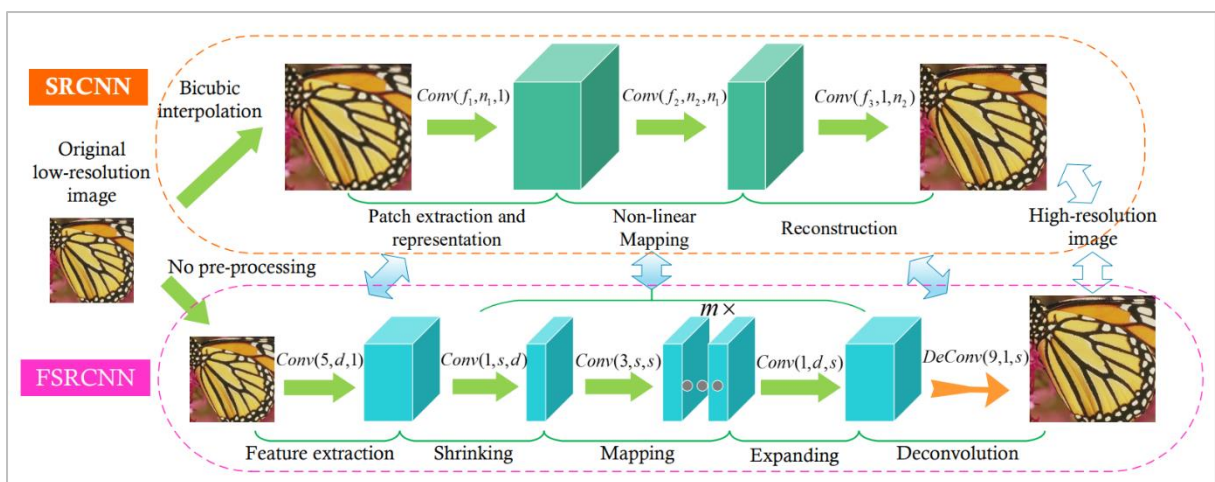 SRCNN
Bicubic
interpolation
Original
low-resolution
image
Conv(f₁,n₁,1)
Conv(f₂,n₂,n₁)
Conv(f₃,1,n₂)
Patch extraction and
representation
Non-linear
Mapping
Reconstruction
High-resolution
image
No pre-processing
FSRCNN
m×
Conv(5,d,1)
Conv(1,s,d)
Conv(3,s,s)
Conv(1,d,s)
DeConv(9,1,s)
Feature extraction
Shrinking
Mapping
Expanding
Deconvolution